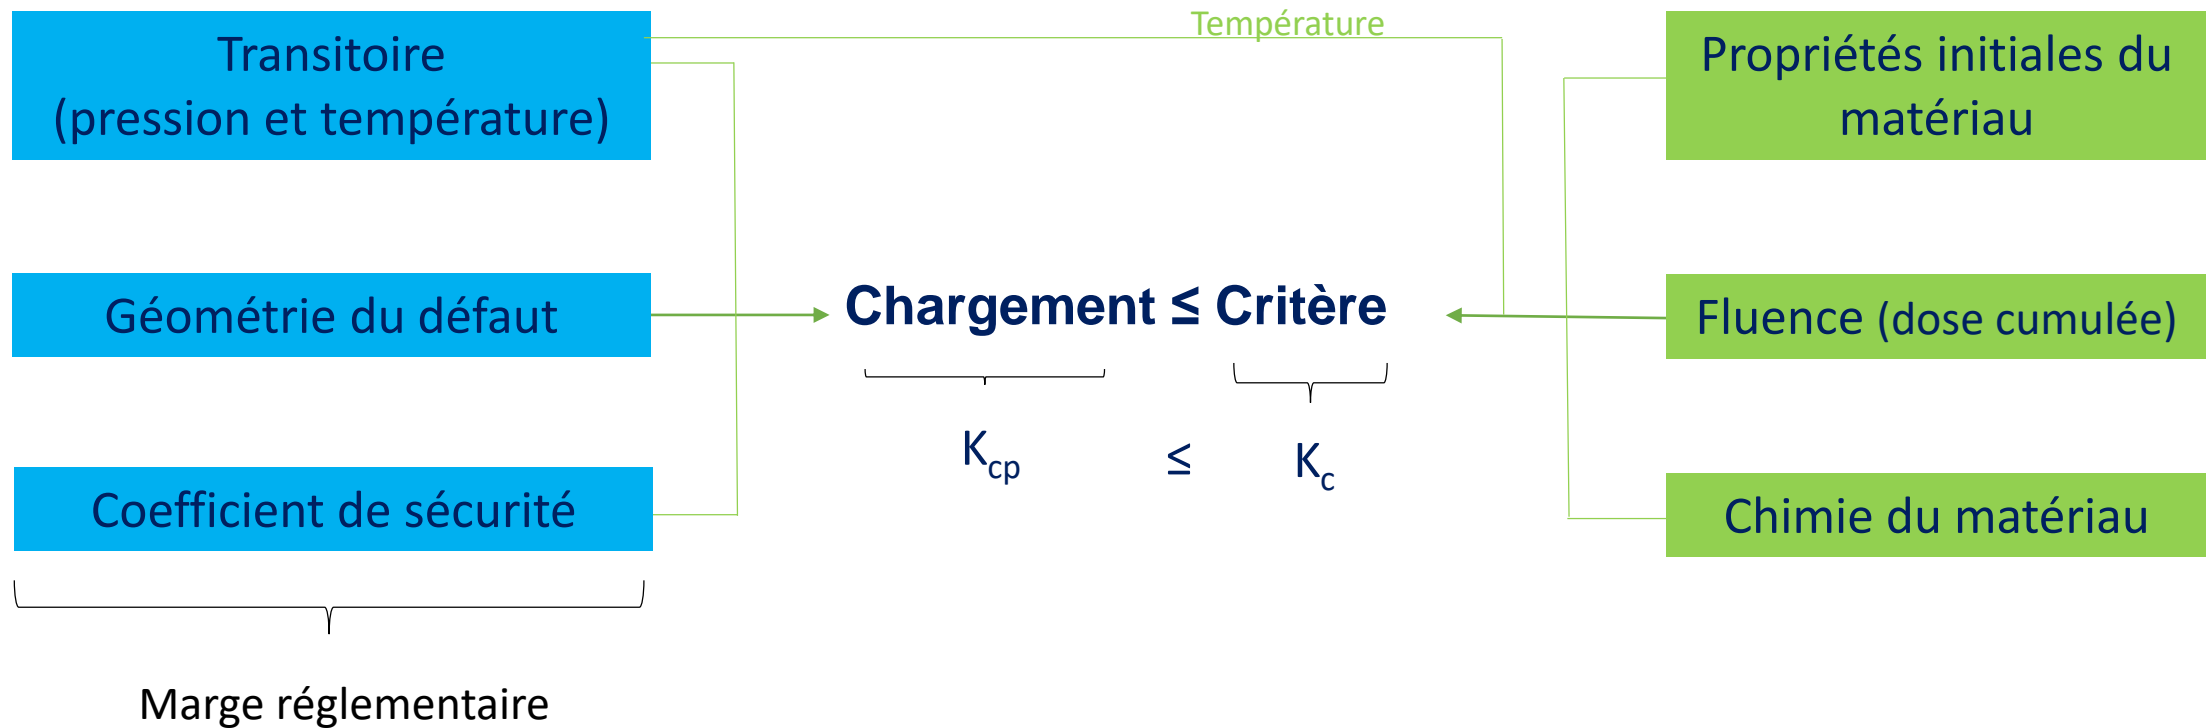 Température
Transitoire
(pression et température)
Géométrie du défaut
Coefficient de sécurité
Marge réglementaire
Chargement ≤ Critère
Kcp ≤ Kc
Propriétés initiales du
matériau
Fluence (dose cumulée)
Chimie du matériau